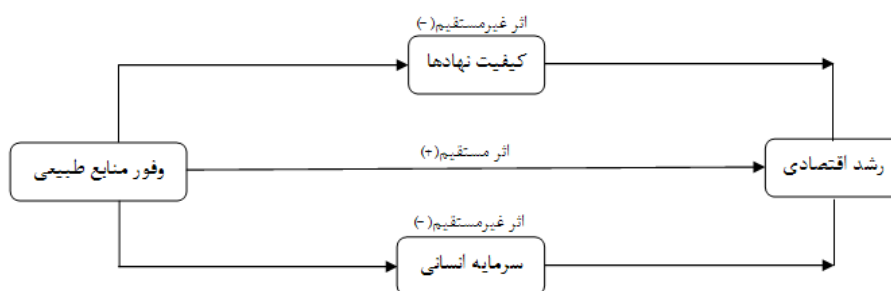 اثر غیرمستقیم(-)
کیفیت نهادها
اثر مستقیم(+)
رشد اقتصادی
وفور منابع طبیعی
اثر غیرمستقیم(-)
سرمایه انسانی